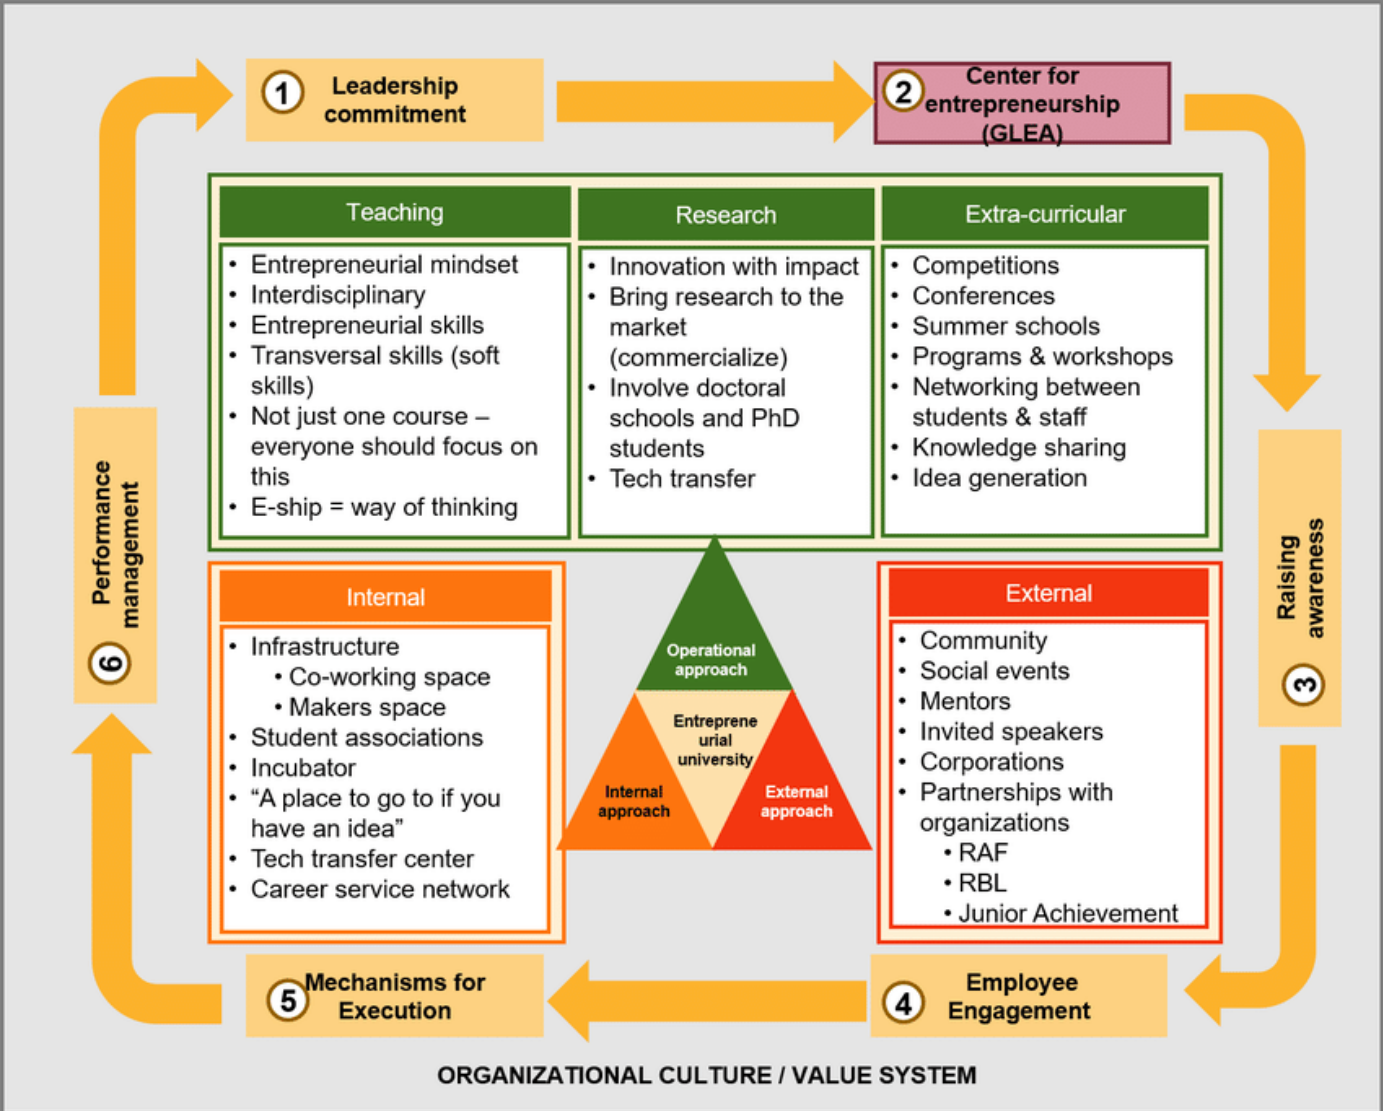 1
Leadership
commitment
2
Center for
entrepreneurship
(GLEA)
Teaching
• Entrepreneurial mindset
• Interdisciplinary
• Entrepreneurial skills
• Transversal skills (soft
skills)
• Not just one course –
everyone should focus on
this
• E-ship = way of thinking
Research
• Innovation with impact
• Bring research to the
market
(commercialize)
• Involve doctoral
schools and PhD
students
• Tech transfer
Extra-curricular
• Competitions
• Conferences
• Summer schools
• Programs & workshops
• Networking between
students & staff
• Knowledge sharing
• Idea generation
Raising
awareness
3
Internal
• Infrastructure
• Co-working space
• Makers space
• Student associations
• Incubator
• “A place to go to if you
have an idea”
• Tech transfer center
• Career service network
Operational
approach
Entreprene
urial
university
Internal
approach
External
approach
External
• Community
• Social events
• Mentors
• Invited speakers
• Corporations
• Partnerships with
organizations
• RAF
• RBL
• Junior Achievement
4
Employee
Engagement
5
Mechanisms for
Execution
6
Performance
management
ORGANIZATIONAL CULTURE / VALUE SYSTEM